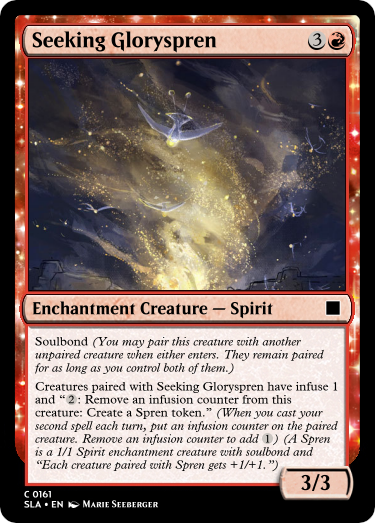 Seeking Gloryspren 3
Enchantment Creature — Spirit
Soulbond (You may pair this creature with another
unpaired creature when either enters. They remain paired
for as long as you control both of them.)
Creatures paired with Seeking Gloryspren have infuse 1
and “2: Remove an infusion counter from this
creature: Create a Spren token.” (When you cast your
second spell each turn, put an infusion counter on the paired
creature. Remove an infusion counter to add 1) (A Spren
is a 1/1 Spirit enchantment creature with soulbond and
“Each creature paired with Spren gets +1/+1.”)
3/3
C 0161
SLA • EN Marie Seeberger